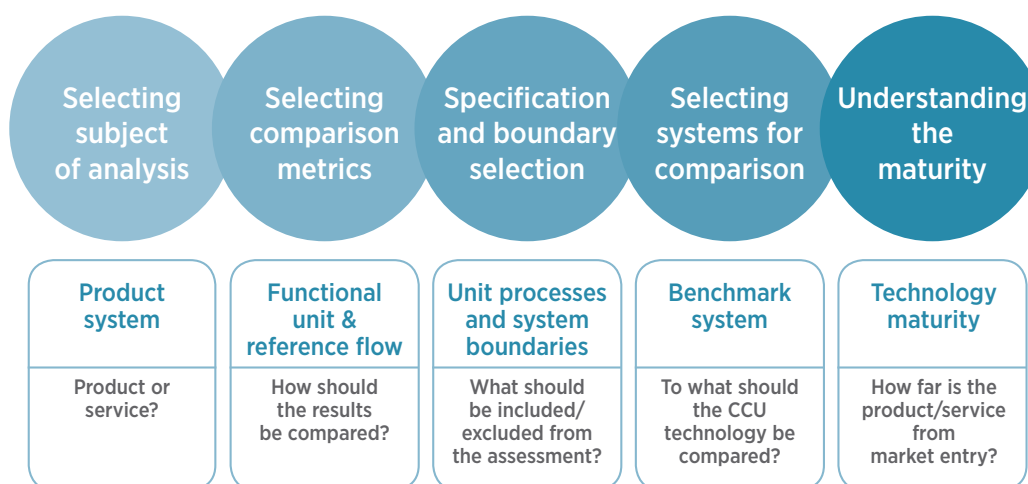 Selecting
subject
of analysis
Selecting
comparison
metrics
Specification
and boundary
selection
Selecting
systems for
comparison
Understanding
the
maturity
Product
system
Product or
service?
Functional
unit &
reference flow
How should
the results
be compared?
Unit processes
and system
boundaries
What should
be included/
excluded from
the assessment?
Benchmark
system
To what should
the CCU
technology be
compared?
Technology
maturity
How far is the
product/service
from
market entry?